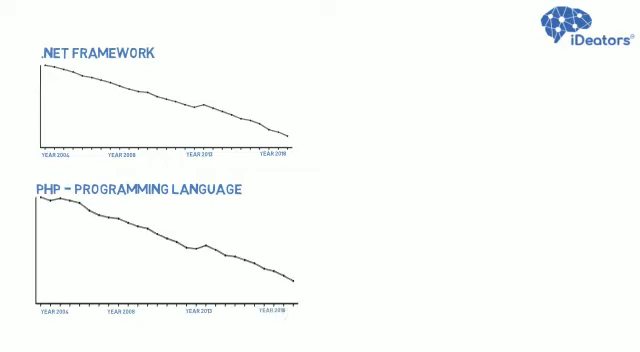 iDeators®
.NET FRAMEWORK
YEAR 2004 YEAR 2008 YEAR 2013 YEAR 2018
PHP - PROGRAMMING LANGUAGE
YEAR 2004 YEAR 2008 YEAR 2013 YEAR 2018